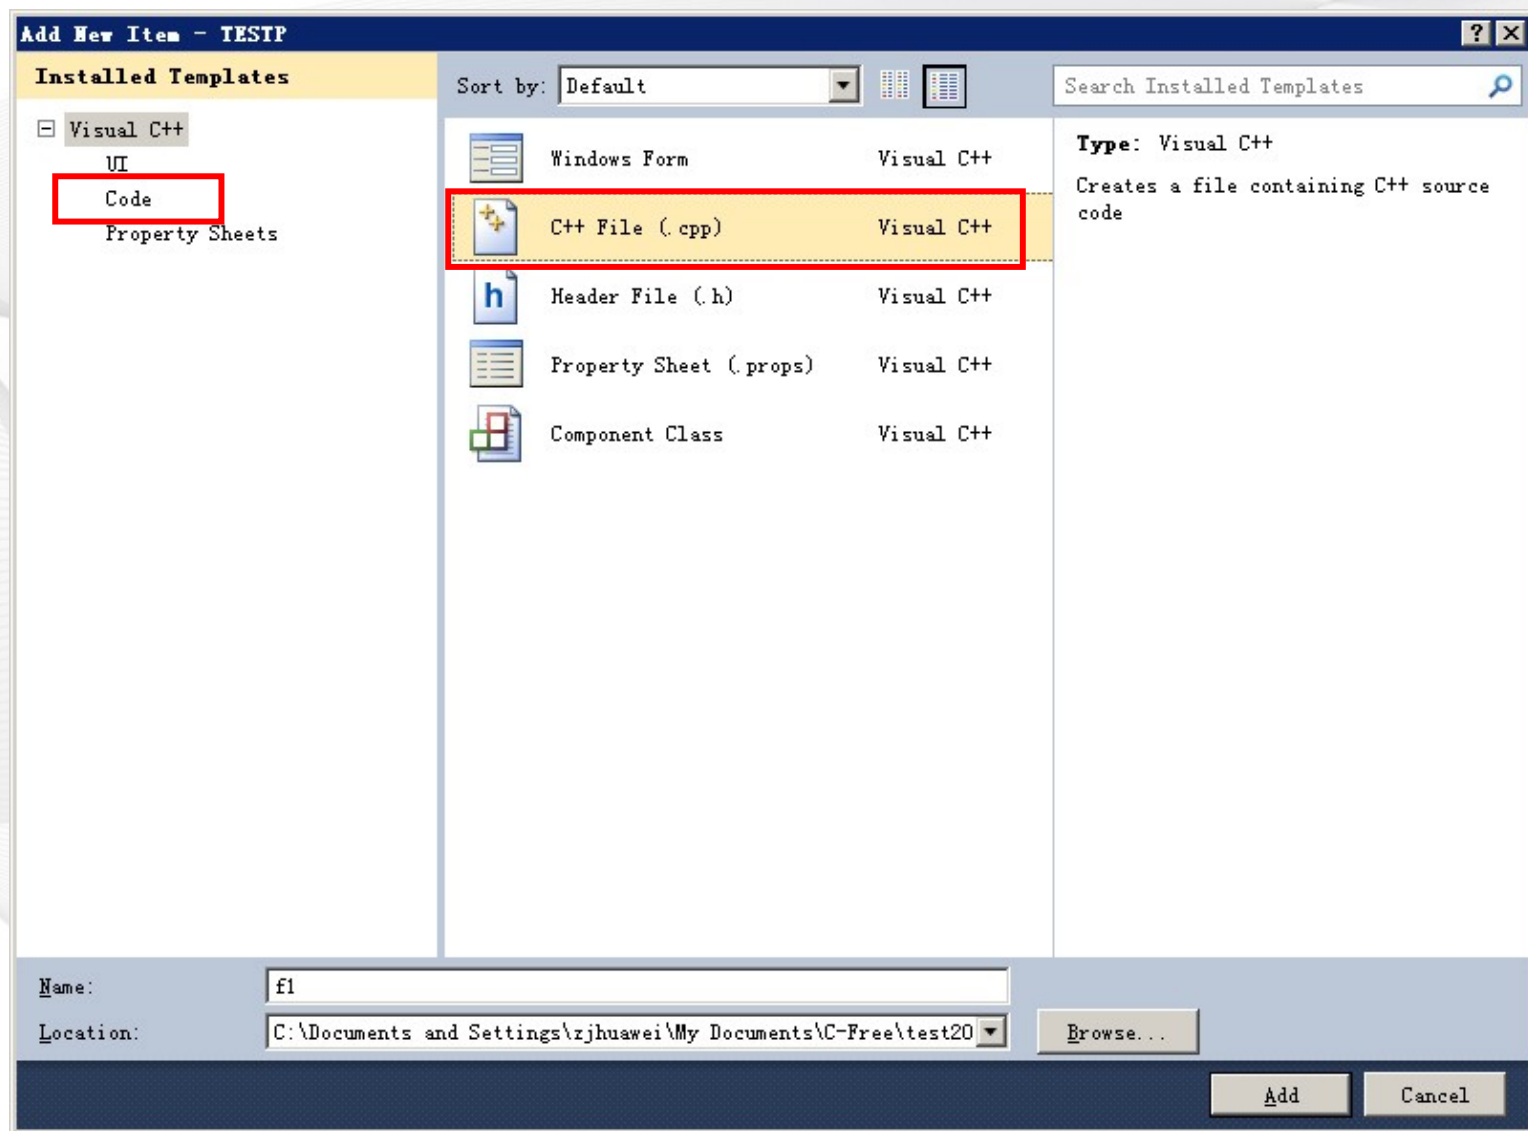 Add New Item - TESTP
Installed Templates
Sort by: Default
Search Installed Templates
Visual C++
UI
Code
Property Sheets
Windows Form Visual C++
C++ File (.cpp) Visual C++
Header File (.h) Visual C++
Property Sheet (.props) Visual C++
Component Class Visual C++
Type: Visual C++
Creates a file containing C++ source
code
Name: f1
Location: C:\Documents and Settings\zjhuawei\My Documents\C-Free\test20
Browse...
Add
Cancel